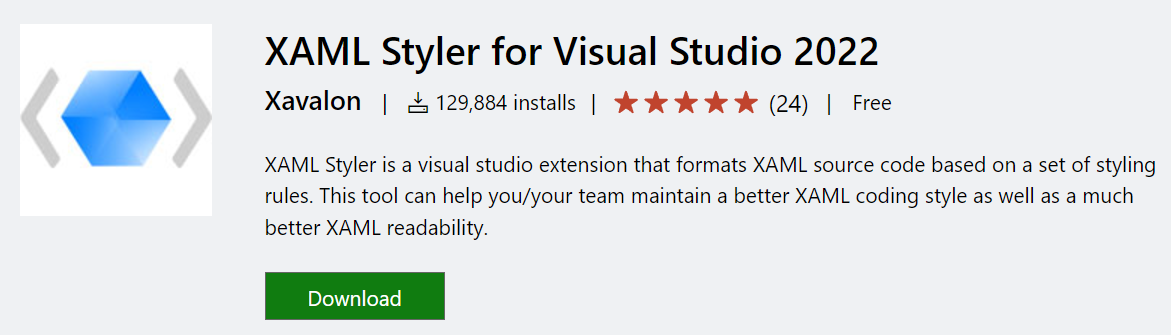 XAML Styler for Visual Studio 2022
Xavalon | 129,884 installs | (24) | Free
XAML Styler is a visual studio extension that formats XAML source code based on a set of styling
rules. This tool can help you/your team maintain a better XAML coding style as well as a much
better XAML readability.
Download